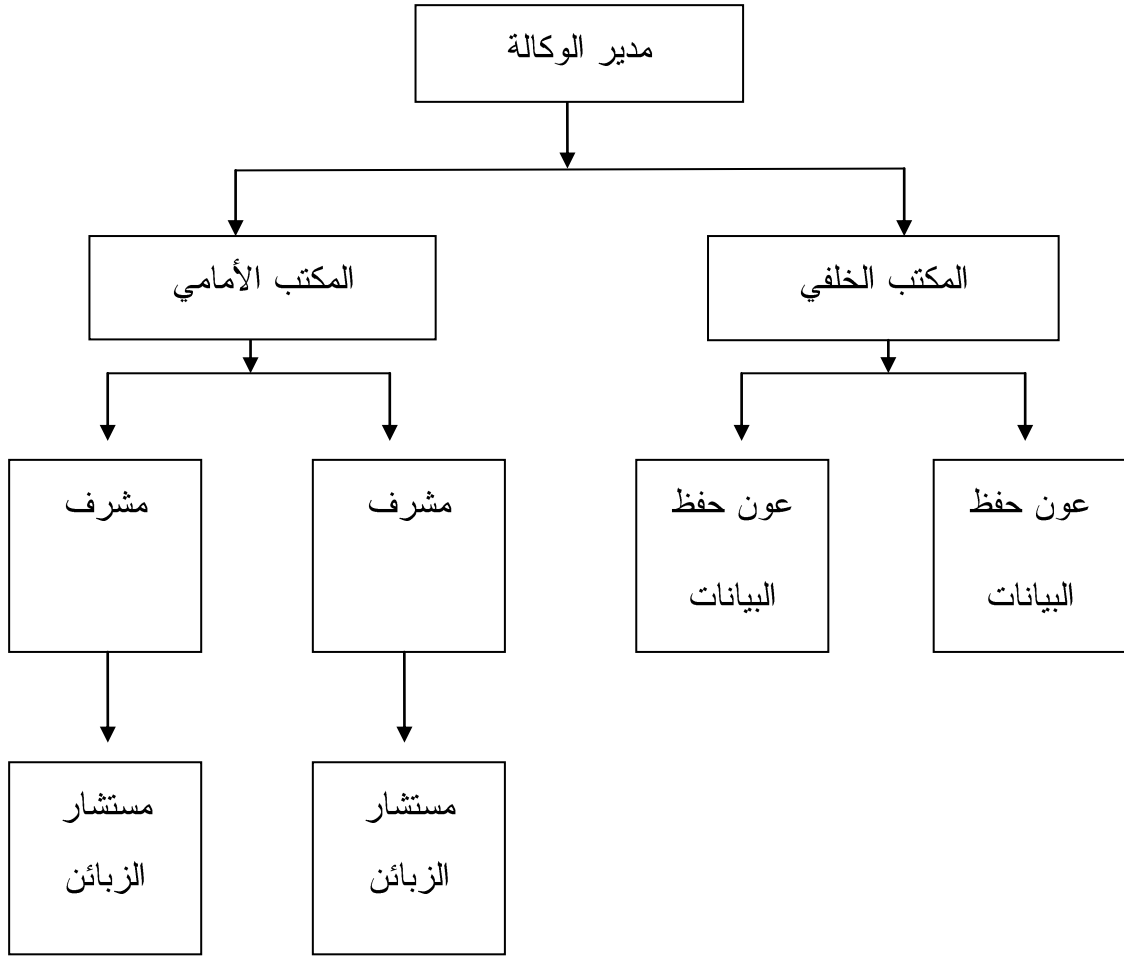 مدير الوكالة
المكتب الخلفي
المكتب الأمامي
عون حفظ
البيانات
عون حفظ
البيانات
مشرف
مشرف
مستشار
الزبائن
مستشار
الزبائن